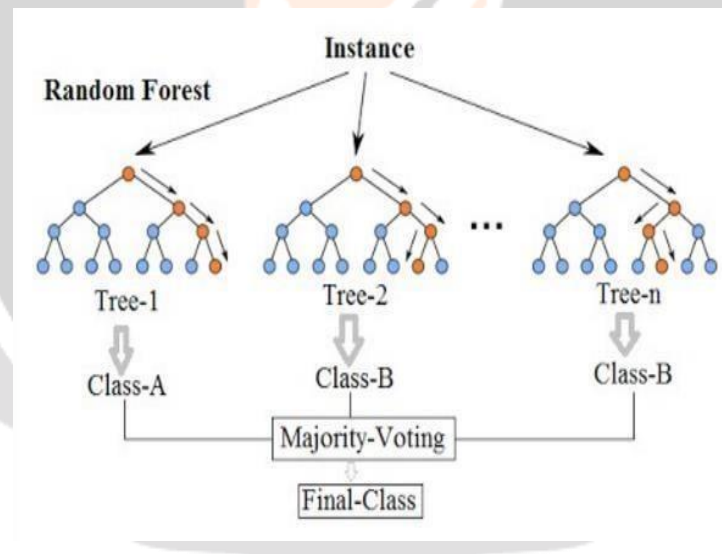 Instance
Random Forest
...
Tree-1
Tree-2
Tree-n
Class-A
Class-B
Class-B
Majority-Voting
Final-Class